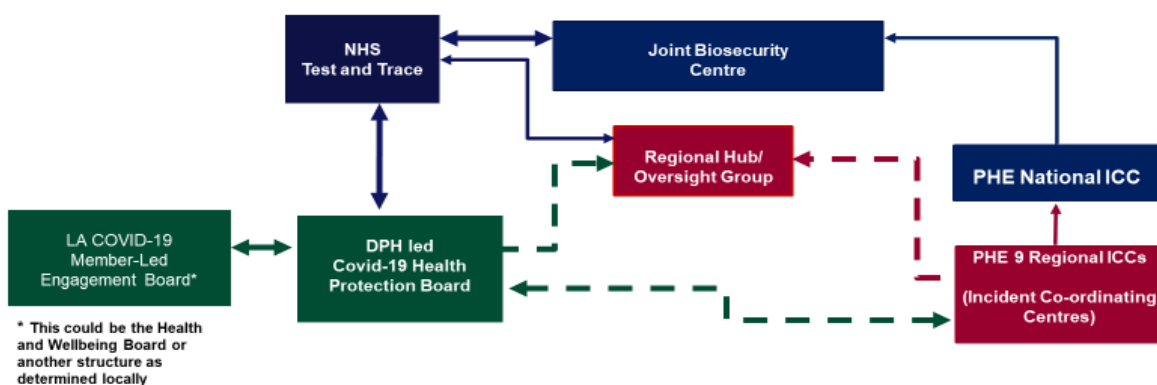 NHS
Test and Trace
Joint Biosecurity
Centre
Regional Hub/
Oversight Group
PHE National ICC
LA COVID-19
Member-Led
Engagement Board*
DPH led
Covid-19 Health
Protection Board
PHE 9 Regional ICCs
(Incident Co-ordinating
Centres)
* This could be the Health
and Wellbeing Board or
another structure as
determined locally